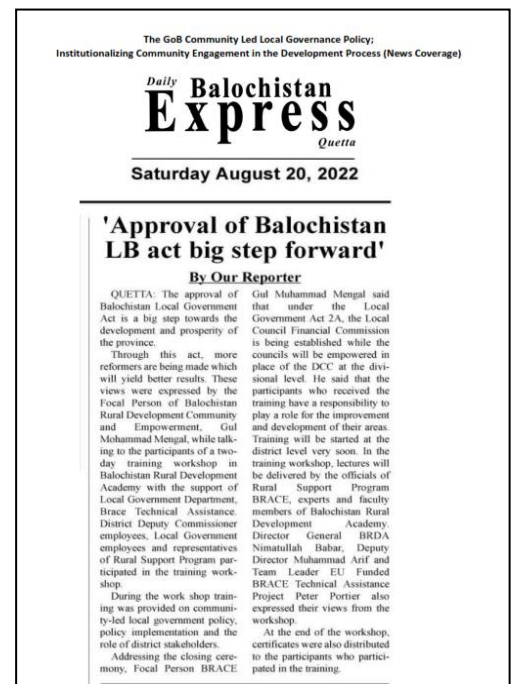 The GoB Community Led Local Governance Policy;
Institutionalizing Community Engagement in the Development Process (News Coverage)
Daily Balochistan
Express
Quetta
Saturday August 20, 2022
'Approval of Balochistan
LB act big step forward'
By Our Reporter
QUETTA: The approval of
Balochistan Local Government
Act is a big step towards the
development and prosperity of
the province.
Through this act, more
reformers are being made which
will yield better results. These
views were expressed by the
Focal Person of Balochistan
Rural Development Community
and Empowerment, Gul
Mohammad Mengal, while talk-
ing to the participants of a two-
day training workshop in
Balochistan Rural Development
Academy with the support of
Local Government Department,
Brace Technical Assistance.
District Deputy Commissioner
employees, Local Government
employees and representatives
of Rural Support Program par-
ticipated in the training work-
shop.
During the work shop train-
ing was provided on communi-
ty-led local government policy,
policy implementation and the
role of district stakeholders.
Addressing the closing cere-
mony, Focal Person BRACE
Gul Muhammad Mengal said
that under the Local
Government Act 2A, the Local
Council Financial Commission
is being established while the
councils will be empowered in
place of the DCC at the divi-
sional level. He said that the
participants who received the
training have a responsibility to
play a role for the improvement
and development of their areas.
Training will be started at the
district level very soon. In the
training workshop, lectures will
be delivered by the officials of
Rural Support Program
BRACE, experts and faculty
members of Balochistan Rural
Development Academy.
Director General BRDA
Nimatullah Babar, Deputy
Director Muhammad Arif and
Team Leader EU Funded
BRACE Technical Assistance
Project Peter Portier also
expressed their views from the
workshop.
At the end of the workshop,
certificates were also distributed
to the participants who partici-
pated in the training.